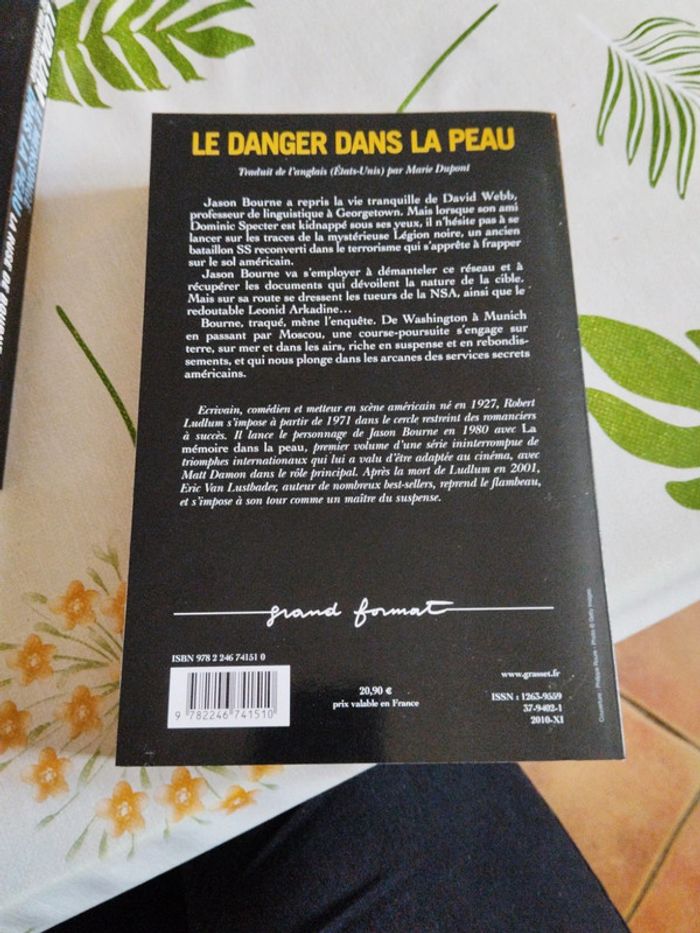 LE DANGER DANS LA PEAU
Traduit de l'anglais (États-Unis) par Marie Dupont
Jason Bourne a repris la vie tranquille de David Webb,
professeur de linguistique à Georgetown. Mais lorsque son ami
Dominic Specter est kidnappé sous ses yeux, il n'hésite pas à se
lancer sur les traces de la mystérieuse Légion noire, un ancien
bataillon SS reconverti dans le terrorisme qui s'apprête à frapper
sur le sol américain.
Jason Bourne va s'employer à démanteler ce réseau et à
récupérer les documents qui dévoilent la nature de la cible.
Mais sur sa route se dressent les tueurs de la NSA, ainsi que le
redoutable Leonid Arkadine…
Bourne, traqué, mène l'enquête. De Washington à Munich
en passant par Moscou, une course-poursuite s'engage sur
terre, sur mer et dans les airs, riche en suspense et en rebondis-
sements, et qui nous plonge dans les arcanes des services secrets
américains.
Ecrivain, comédien et metteur en scène américain né en 1927, Robert
Ludlum s'impose à partir de 1971 dans le cercle restreint des romanciers
à succès. Il lance le personnage de Jason Bourne en 1980 avec La
mémoire dans la peau, premier volume d'une série ininterrompue de
triomphes internationaux qui lui a valu d'être adaptée au cinéma, avec
Matt Damon dans le rôle principal. Après la mort de Ludlum en 2001,
Eric Van Lustbader, auteur de nombreux best-sellers, reprend le flambeau,
et s'impose à son tour comme un maître du suspense.
grand format
ISBN 978 2 246 74151 0
9 782246 741510
20,90 €
prix valable en France
www.grasset.fr
ISSN : 1263-9559
37-9402-1
2010-XI
Couverture : Philippe Roure - Photo © Getty Images